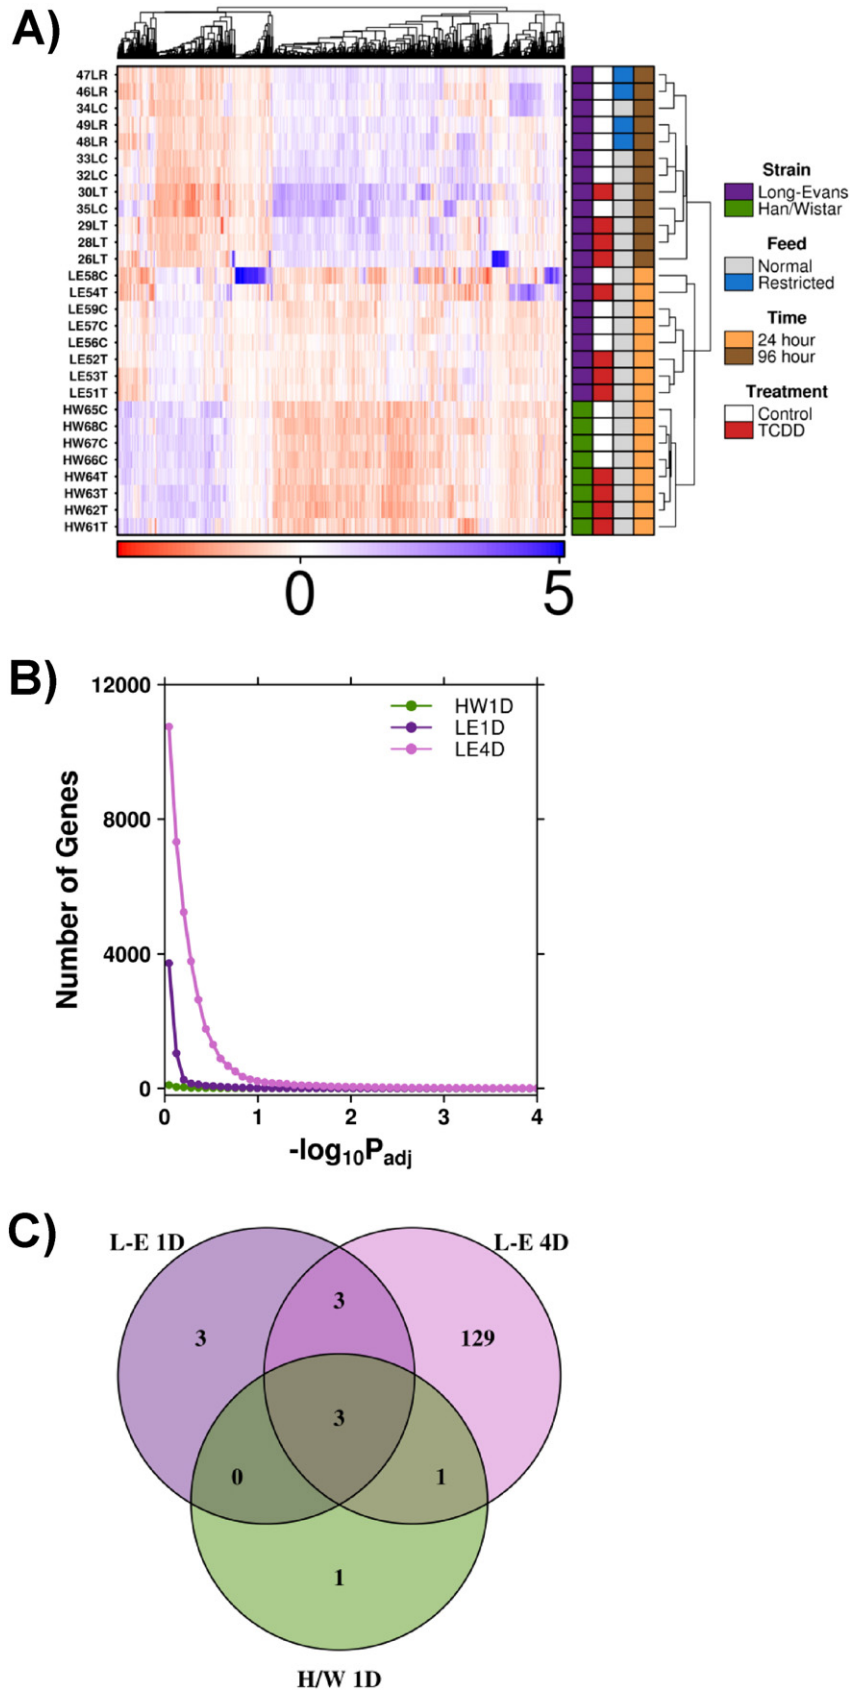 A)
47LR
46LR
34LC
49LR
48LR
33LC
32LC
30LT
35LC
29LT
28LT
26LT
LE58C
LE54T
LE59C
LE57C
LE56C
LE52T
LE53T
LE51T
HW65C
HW68C
HW67C
HW66C
HW64T
HW63T
HW62T
HW61T
0 5
Strain
Long-Evans
Han/Wistar
Feed
Normal
Restricted
Time
24 hour
96 hour
Treatment
Control
TCDD
B)
Number of Genes
12000
8000
4000
0
HW1D
LE1D
LE4D
0 1 2 3 4
-log10Padj
C)
L-E 1D L-E 4D
3
3 129
3
0 1
1
H/W 1D